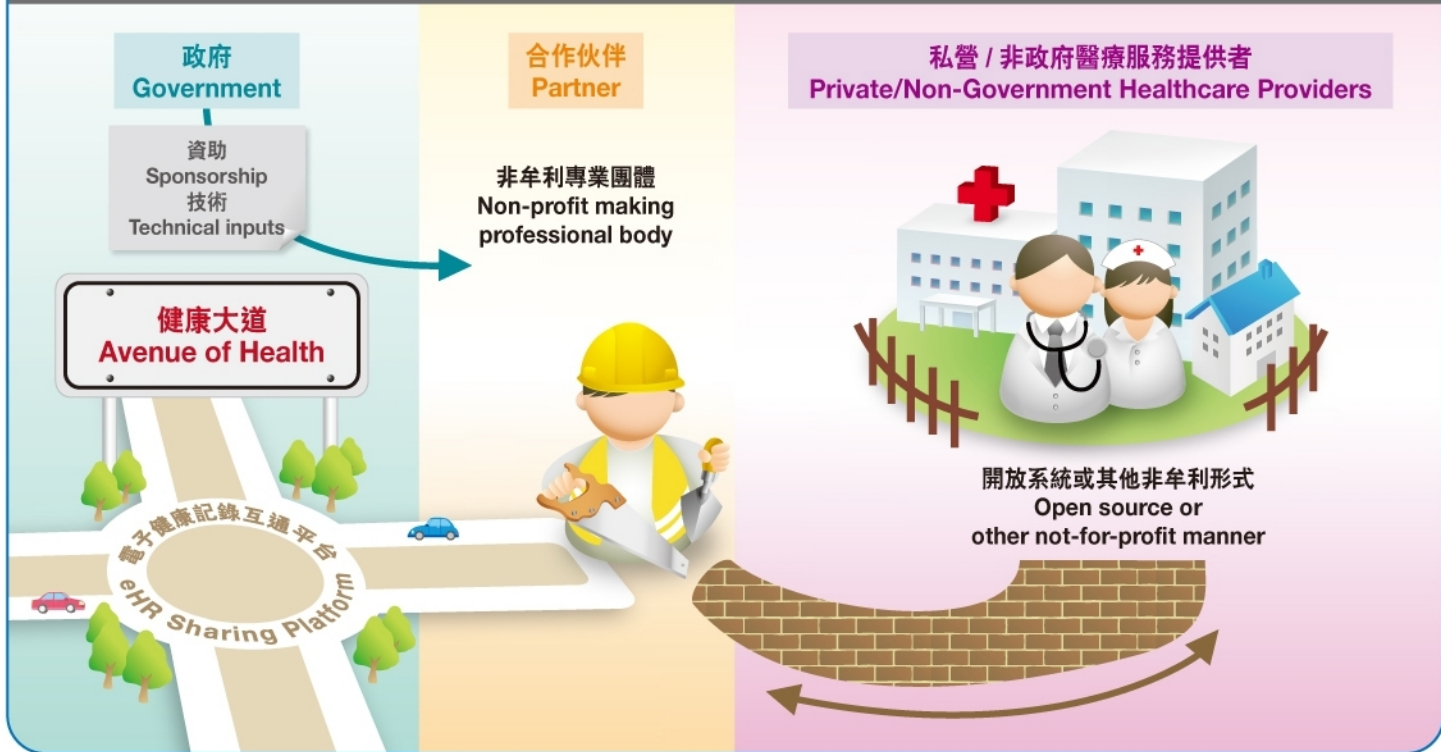 政府
Government
資助
Sponsorship
技術
Technical inputs
健康大道
Avenue of Health
電子健康記錄互通平台
eHR Sharing Platform
合作伙伴
Partner
非牟利專業團體
Non-profit making
professional body
私營 / 非政府醫療服務提供者
Private/Non-Government Healthcare Providers
開放系統或其他非牟利形式
Open source or
other not-for-profit manner